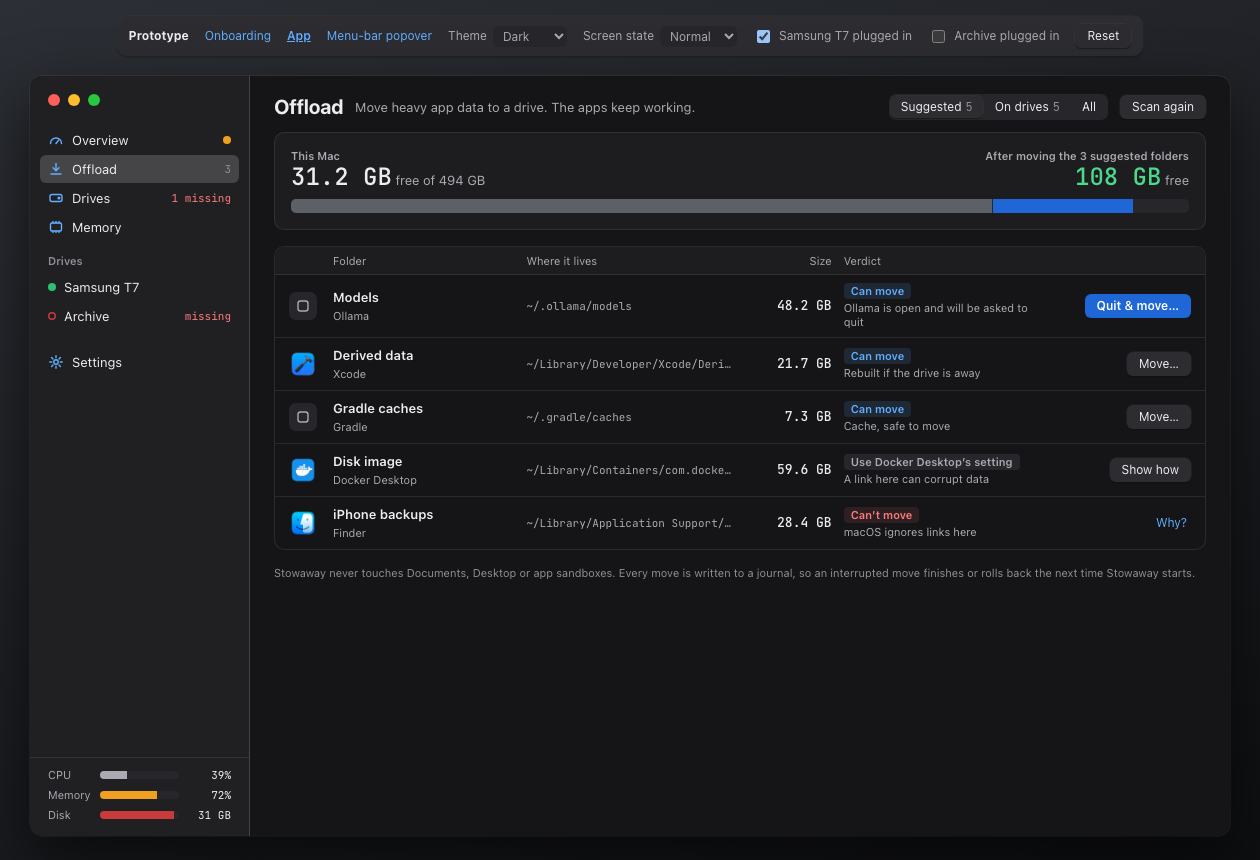 Prototype Onboarding App Menu-bar popover Theme Dark Screen state Normal Samsung T7 plugged in Archive plugged in Reset
Overview
Offload 3
Drives 1 missing
Memory
Drives
Samsung T7
Archive missing
Settings
CPU 39%
Memory 72%
Disk 31 GB
Offload Move heavy app data to a drive. The apps keep working. Suggested 5 On drives 5 All Scan again
This Mac After moving the 3 suggested folders
31.2 GB free of 494 GB 108 GB free
Folder Where it lives Size Verdict
Models
Ollama
~/.ollama/models
48.2 GB
Can move
Ollama is open and will be asked to
quit
Quit & move…
Derived data
Xcode
~/Library/Developer/Xcode/Deri…
21.7 GB
Can move
Rebuilt if the drive is away
Move…
Gradle caches
Gradle
~/.gradle/caches
7.3 GB
Can move
Cache, safe to move
Move…
Disk image
Docker Desktop
~/Library/Containers/com.docke…
59.6 GB
Use Docker Desktop’s setting
A link here can corrupt data
Show how
iPhone backups
Finder
~/Library/Application Support/…
28.4 GB
Can’t move
macOS ignores links here
Why?
Stowaway never touches Documents, Desktop or app sandboxes. Every move is written to a journal, so an interrupted move finishes or rolls back the next time Stowaway starts.